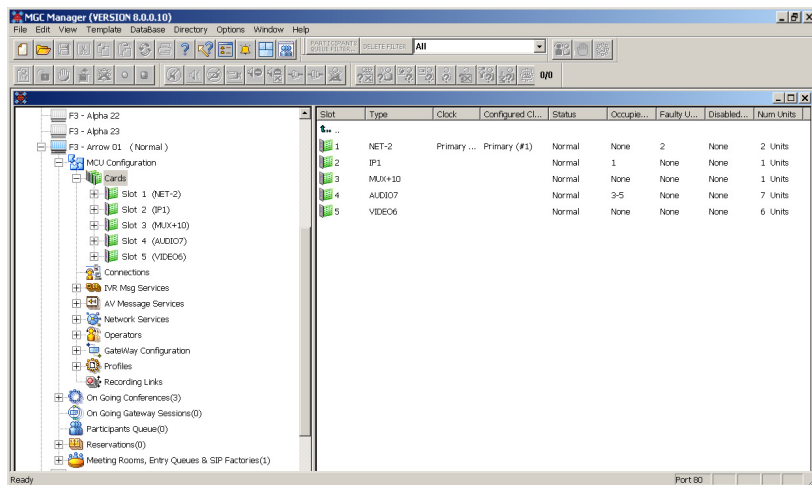 MGC Manager (VERSION 8.0.0.10)
File Edit View Template DataBase Directory Options Window Help
PARTICIPANTS QUEUE FILTER... DELETE FILTER All
0/0
F3 - Alpha 22
F3 - Alpha 23
F3 - Arrow 01 (Normal)
MCU Configuration
Cards
Slot 1 (NET-2)
Slot 2 (IP1)
Slot 3 (MUX+10)
Slot 4 (AUDIO7)
Slot 5 (VIDEO6)
Connections
IVR Msg Services
AV Message Services
Network Services
Operators
GateWay Configuration
Profiles
Recording Links
On Going Conferences(3)
On Going Gateway Sessions(0)
Participants Queue(0)
Reservations(0)
Meeting Rooms, Entry Queues & SIP Factories(1)
Slot Type Clock Configured Cl... Status Occupie... Faulty U... Disabled... Num Units
..
1 NET-2 Primary ... Primary (#1) Normal None 2 None 2 Units
2 IP1 Normal 1 None None 1 Units
3 MUX+10 Normal None None None 1 Units
4 AUDIO7 Normal 3-5 None None 7 Units
5 VIDEO6 Normal None None None 6 Units
Ready Port 80